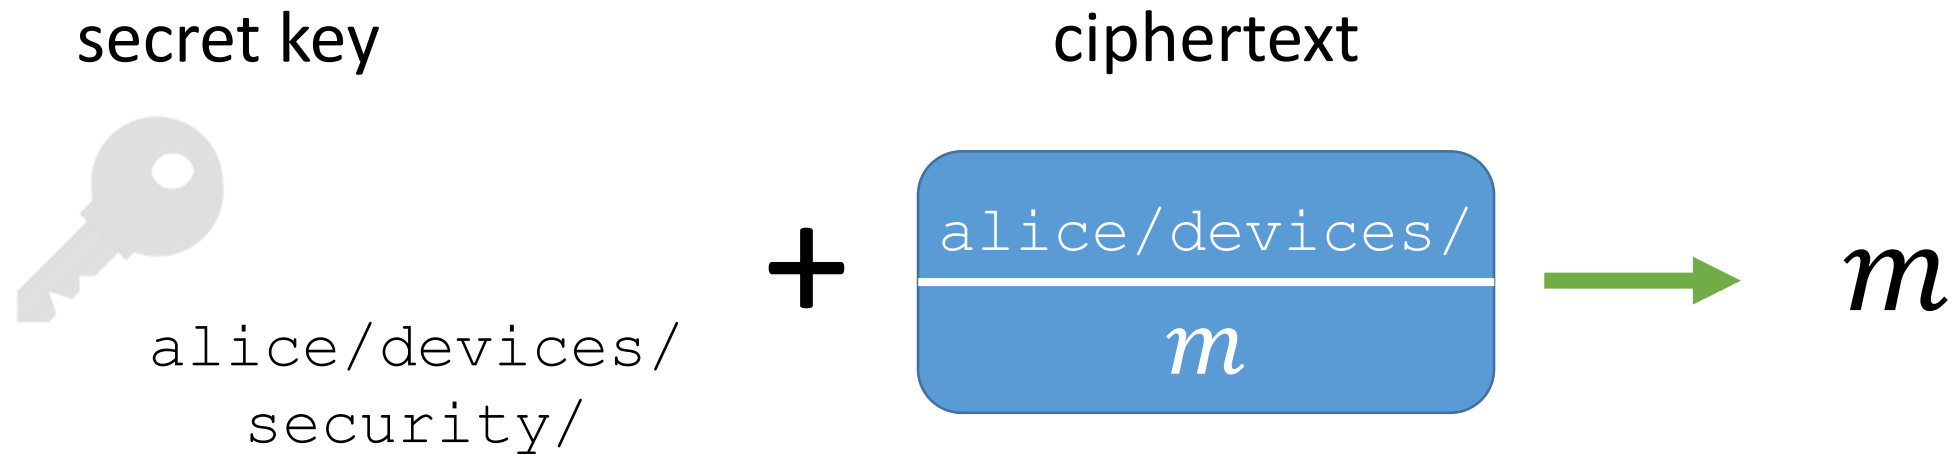 secret key
ciphertext
alice/devices/
security/
+
alice/devices/
m
m